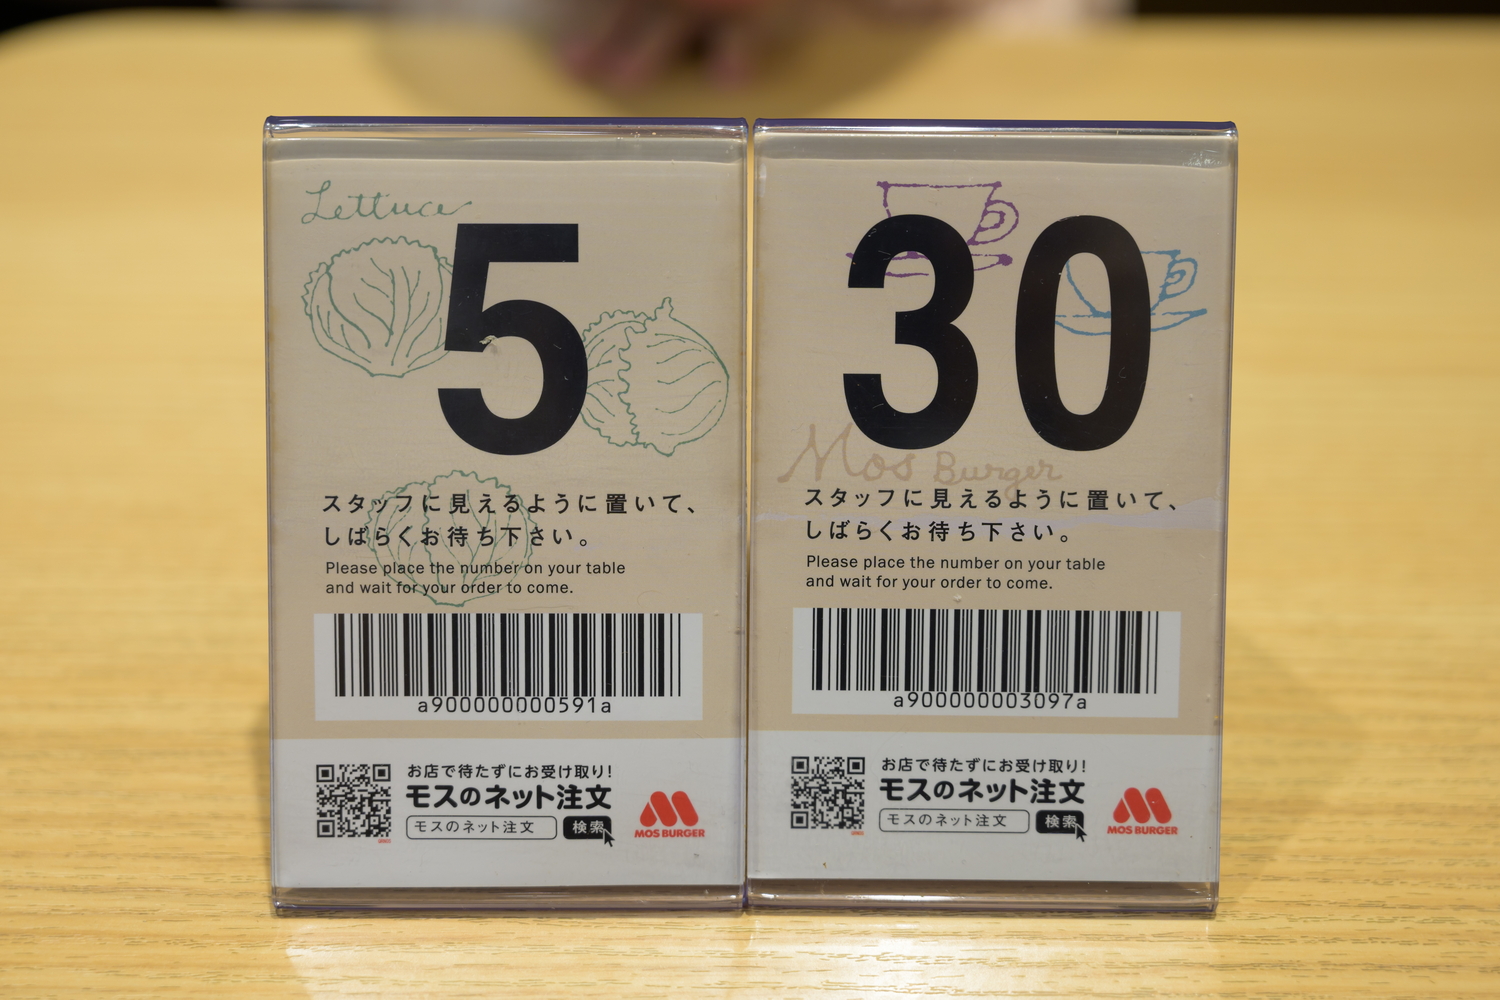 Lettuce
5
スタッフに見えるように置いて、
しばらくお待ち下さい。
Please place the number on your table
and wait for your order to come.
a900000000591a
お店で待たずにお受け取り!
モスのネット注文
モスのネット注文 検索
MOS BURGER
30
Mos Burger
スタッフに見えるように置いて、
しばらくお待ち下さい。
Please place the number on your table
and wait for your order to come.
a900000003097a
お店で待たずにお受け取り!
モスのネット注文
モスのネット注文 検索
MOS BURGER